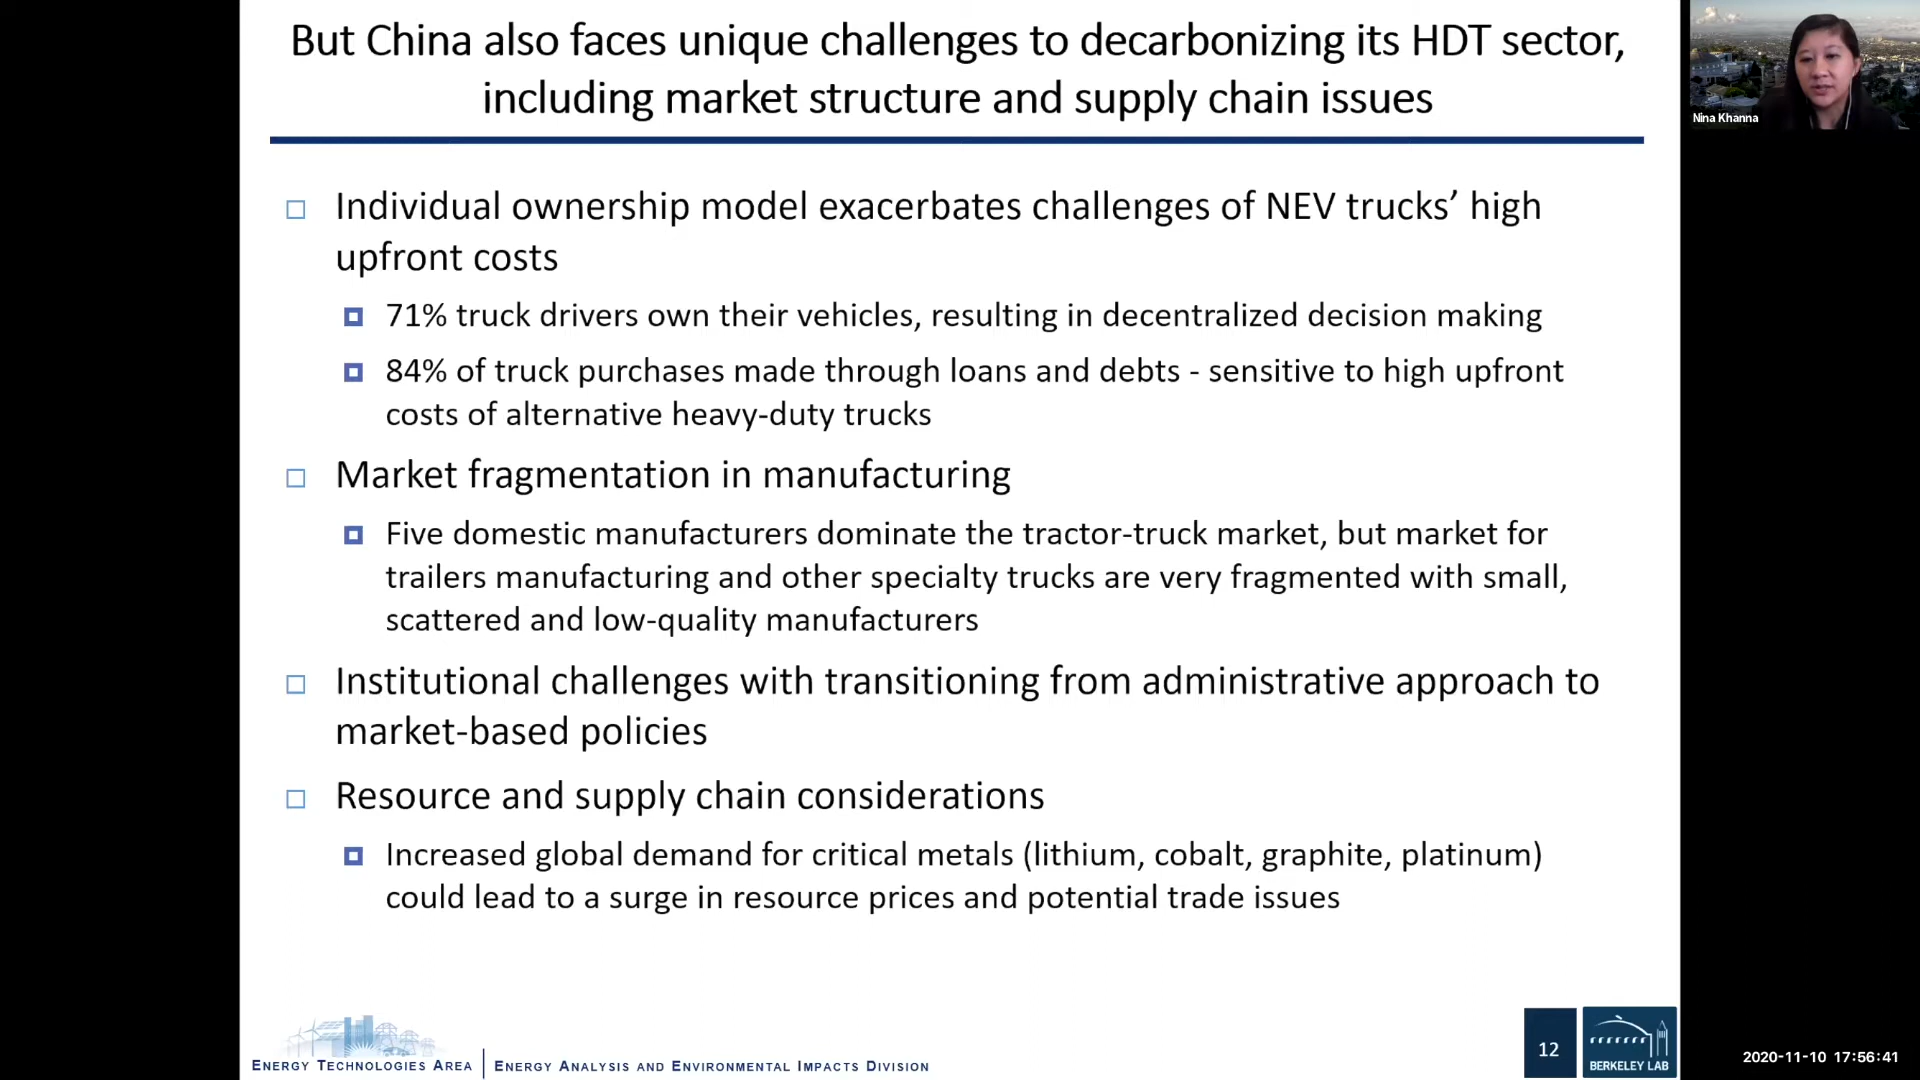 But China also faces unique challenges to decarbonizing its HDT sector,
including market structure and supply chain issues
Nina Khanna
Individual ownership model exacerbates challenges of NEV trucks’ high
upfront costs
71% truck drivers own their vehicles, resulting in decentralized decision making
84% of truck purchases made through loans and debts - sensitive to high upfront
costs of alternative heavy-duty trucks
Market fragmentation in manufacturing
Five domestic manufacturers dominate the tractor-truck market, but market for
trailers manufacturing and other specialty trucks are very fragmented with small,
scattered and low-quality manufacturers
Institutional challenges with transitioning from administrative approach to
market-based policies
Resource and supply chain considerations
Increased global demand for critical metals (lithium, cobalt, graphite, platinum)
could lead to a surge in resource prices and potential trade issues
ENERGY TECHNOLOGIES AREA | ENERGY ANALYSIS AND ENVIRONMENTAL IMPACTS DIVISION
12
BERKELEY LAB
2020-11-10 17:56:41